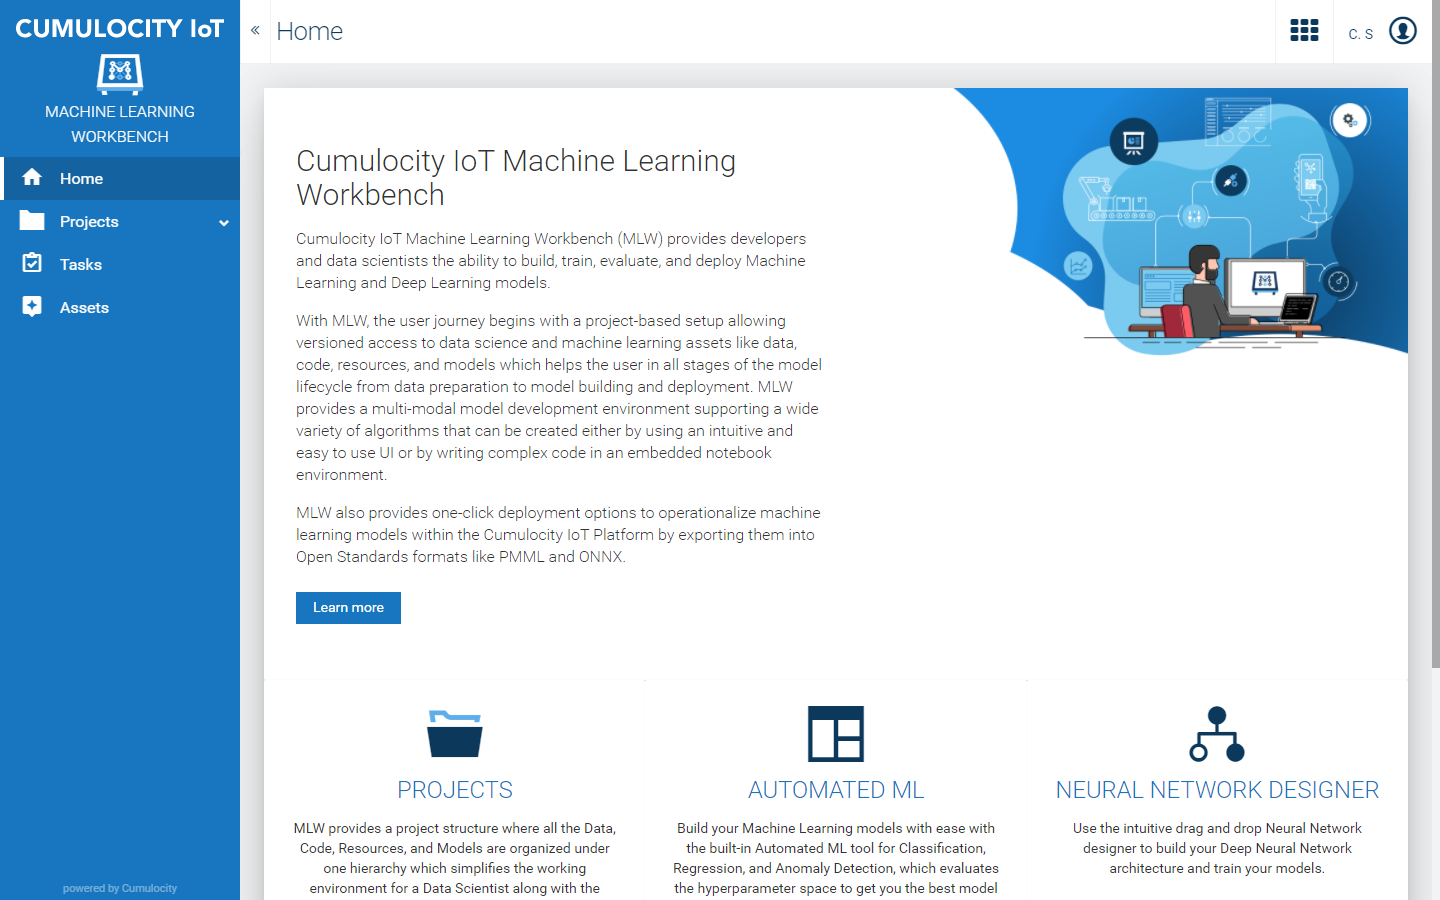 CUMULOCITY IoT
MACHINE LEARNING
WORKBENCH
Home
Projects
Tasks
Assets
powered by Cumulocity
«
Home
C. S
Cumulocity IoT Machine Learning
Workbench
Cumulocity IoT Machine Learning Workbench (MLW) provides developers
and data scientists the ability to build, train, evaluate, and deploy Machine
Learning and Deep Learning models.
With MLW, the user journey begins with a project-based setup allowing
versioned access to data science and machine learning assets like data,
code, resources, and models which helps the user in all stages of the model
lifecycle from data preparation to model building and deployment. MLW
provides a multi-modal model development environment supporting a wide
variety of algorithms that can be created either by using an intuitive and
easy to use UI or by writing complex code in an embedded notebook
environment.
MLW also provides one-click deployment options to operationalize machine
learning models within the Cumulocity IoT Platform by exporting them into
Open Standards formats like PMML and ONNX.
Learn more
PROJECTS
MLW provides a project structure where all the Data,
Code, Resources, and Models are organized under
one hierarchy which simplifies the working
environment for a Data Scientist along with the
AUTOMATED ML
Build your Machine Learning models with ease with
the built-in Automated ML tool for Classification,
Regression, and Anomaly Detection, which evaluates
the hyperparameter space to get you the best model
NEURAL NETWORK DESIGNER
Use the intuitive drag and drop Neural Network
designer to build your Deep Neural Network
architecture and train your models.